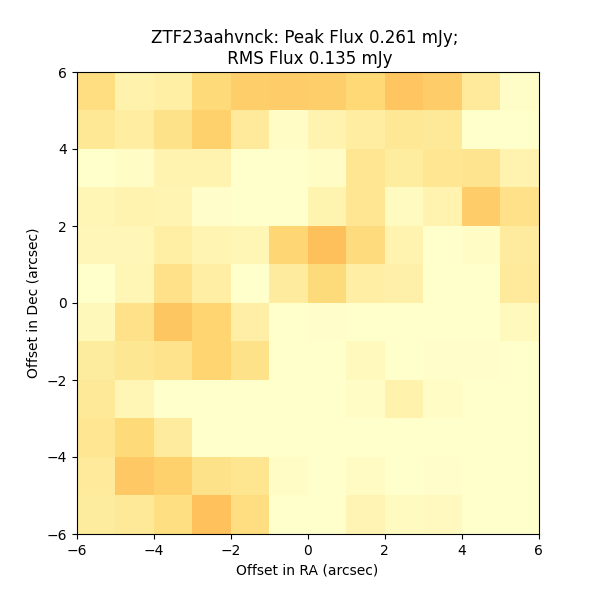 ZTF23aahvnck: Peak Flux 0.261 mJy;
RMS Flux 0.135 mJy
6
4
2
0
−2
−4
−6
Offset in Dec (arcsec)
−6 −4 −2 0 2 4 6
Offset in RA (arcsec)